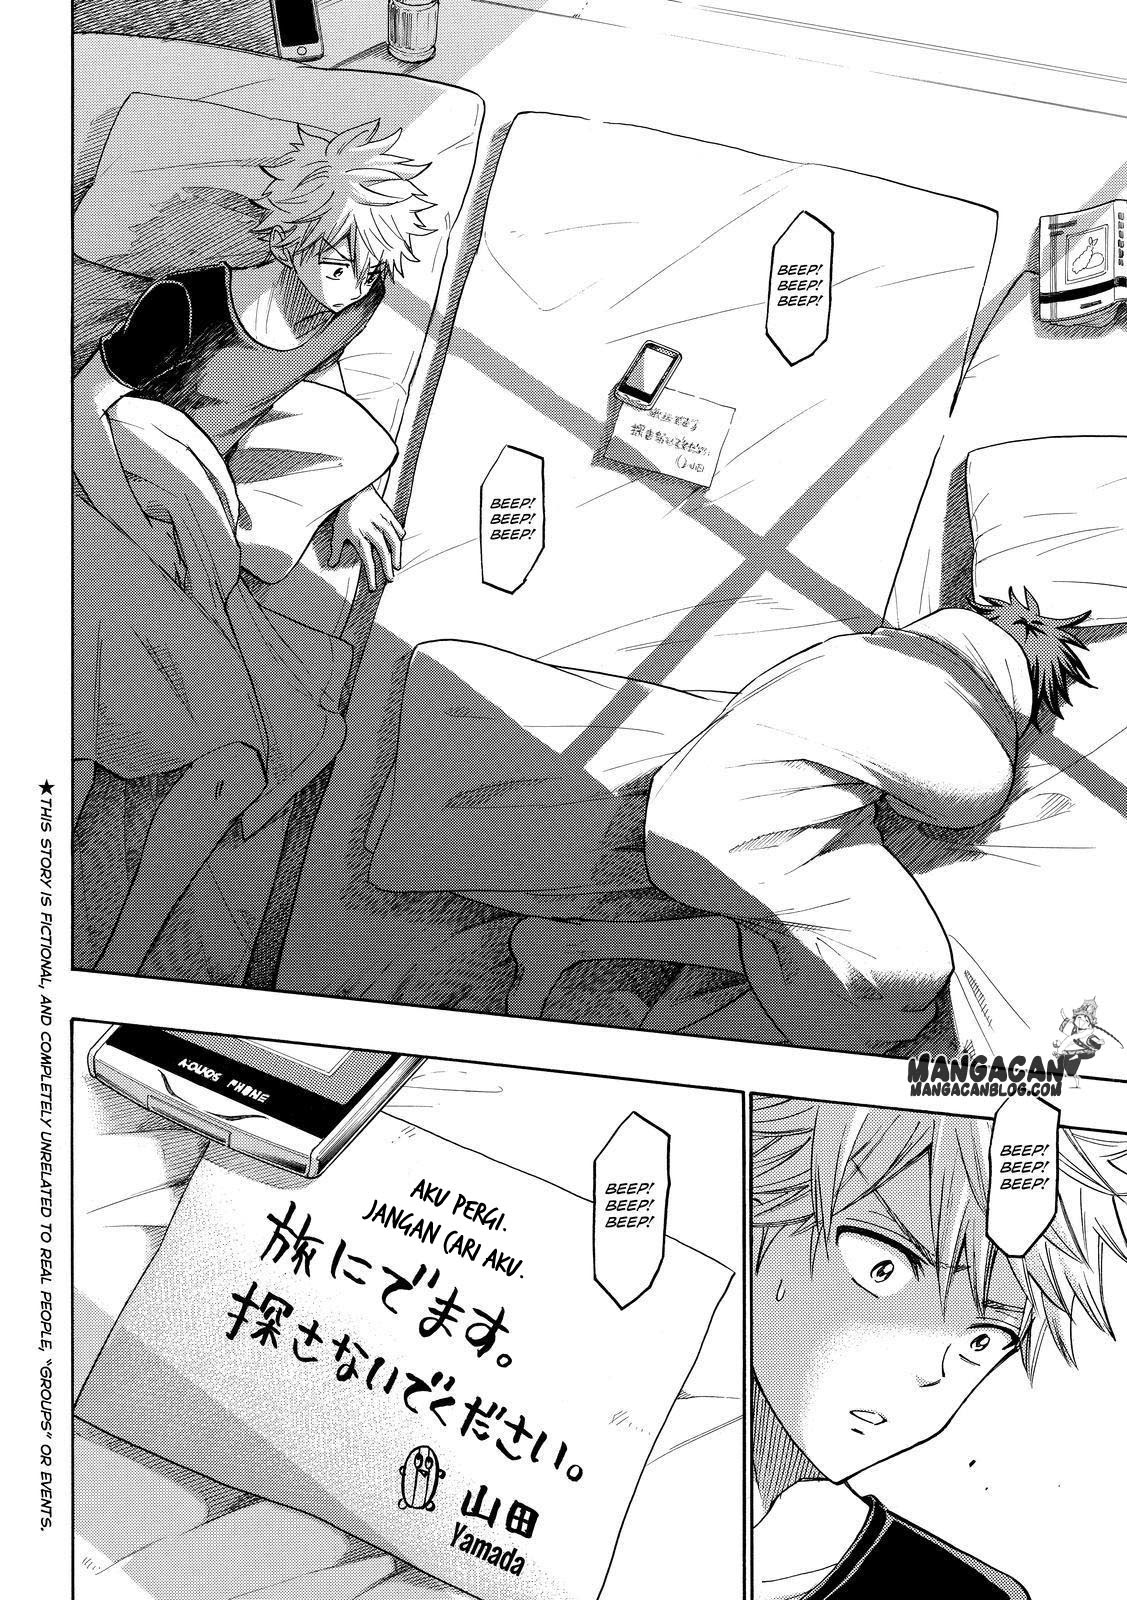 BEEP!
BEEP!
BEEP!
BEEP!
BEEP!
BEEP!
★THIS STORY IS FICTIONAL, AND COMPLETELY UNRELATED TO REAL PEOPLE, "GROUPS" OR EVENTS.
MANGACAN
MANGACANBLOG.COM
AQUOS PHONE
AKU PERGI.
JANGAN CARI AKU.
旅にでます。
探さないでください。
山田
Yamada
BEEP!
BEEP!
BEEP!
BEEP!
BEEP!
BEEP!